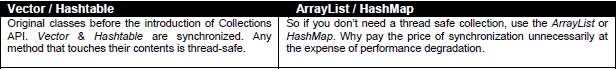 Vector / Hashtable
ArrayList / HashMap
Original classes before the introduction of Collections
API. Vector & Hashtable are synchronized. Any
method that touches their contents is thread-safe.
So if you don't need a thread safe collection, use the ArrayList or
HashMap. Why pay the price of synchronization unnecessarily at
the expense of performance degradation.